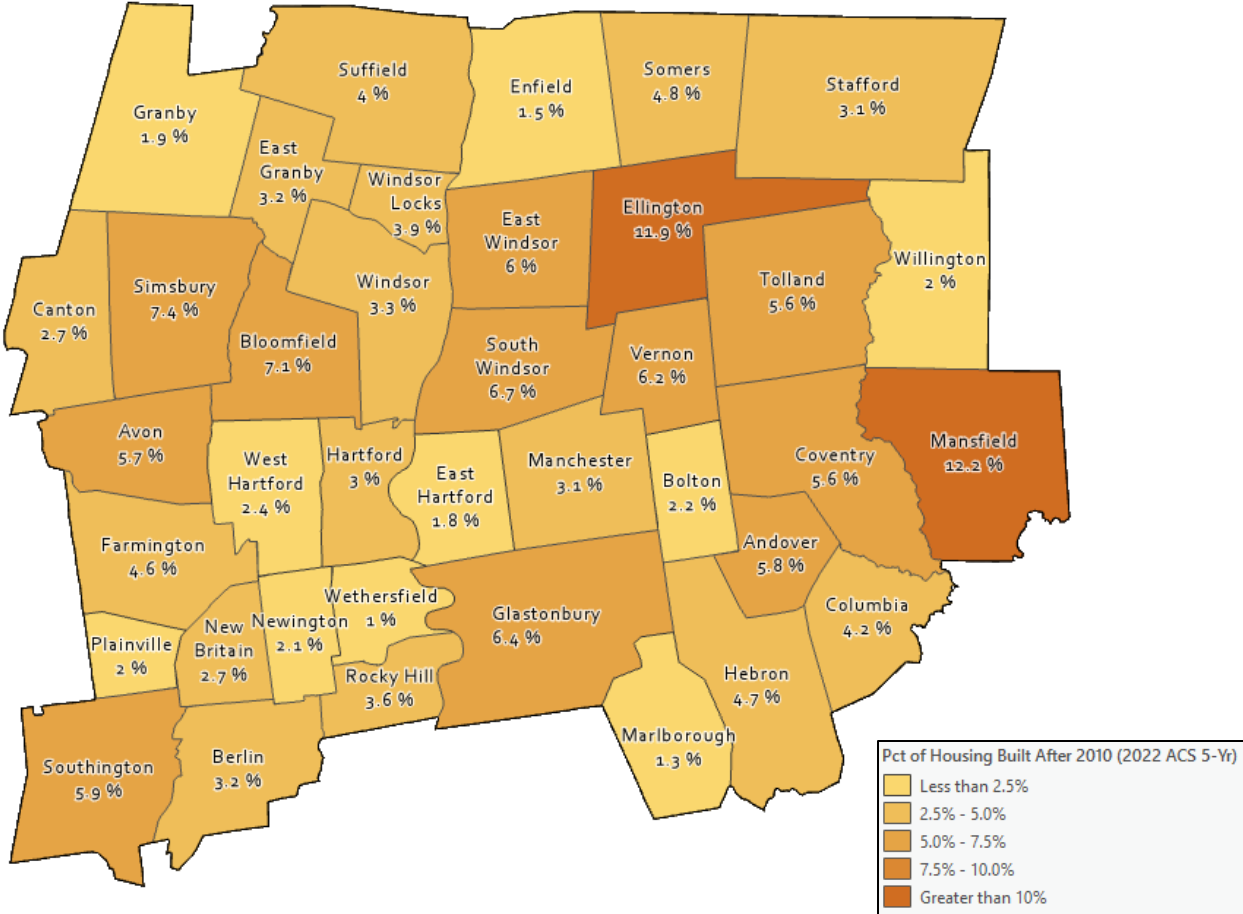 Suffield
4 %
Enfield
1.5 %
Somers
4.8 %
Stafford
3.1 %
Granby
1.9 %
East
Granby
3.2 %
Windsor
Locks
3.9 %
Ellington
11.9 %
East
Windsor
6 %
Willington
2 %
Tolland
5.6 %
Simsbury
7.4 %
Windsor
3.3 %
Canton
2.7 %
Bloomfield
7.1 %
South
Windsor
6.7 %
Vernon
6.2 %
Avon
5.7 %
West
Hartford
2.4 %
Hartford
3 %
East
Hartford
1.8 %
Manchester
3.1 %
Bolton
2.2 %
Coventry
5.6 %
Mansfield
12.2 %
Farmington
4.6 %
Andover
5.8 %
Wethersfield
1 %
Glastonbury
6.4 %
Columbia
4.2 %
Plainville
2 %
New
Britain
2.7 %
Newington
2.1 %
Rocky Hill
3.6 %
Hebron
4.7 %
Marlborough
1.3 %
Southington
5.9 %
Berlin
3.2 %
Pct of Housing Built After 2010 (2022 ACS 5-Yr)
Less than 2.5%
2.5% - 5.0%
5.0% - 7.5%
7.5% - 10.0%
Greater than 10%